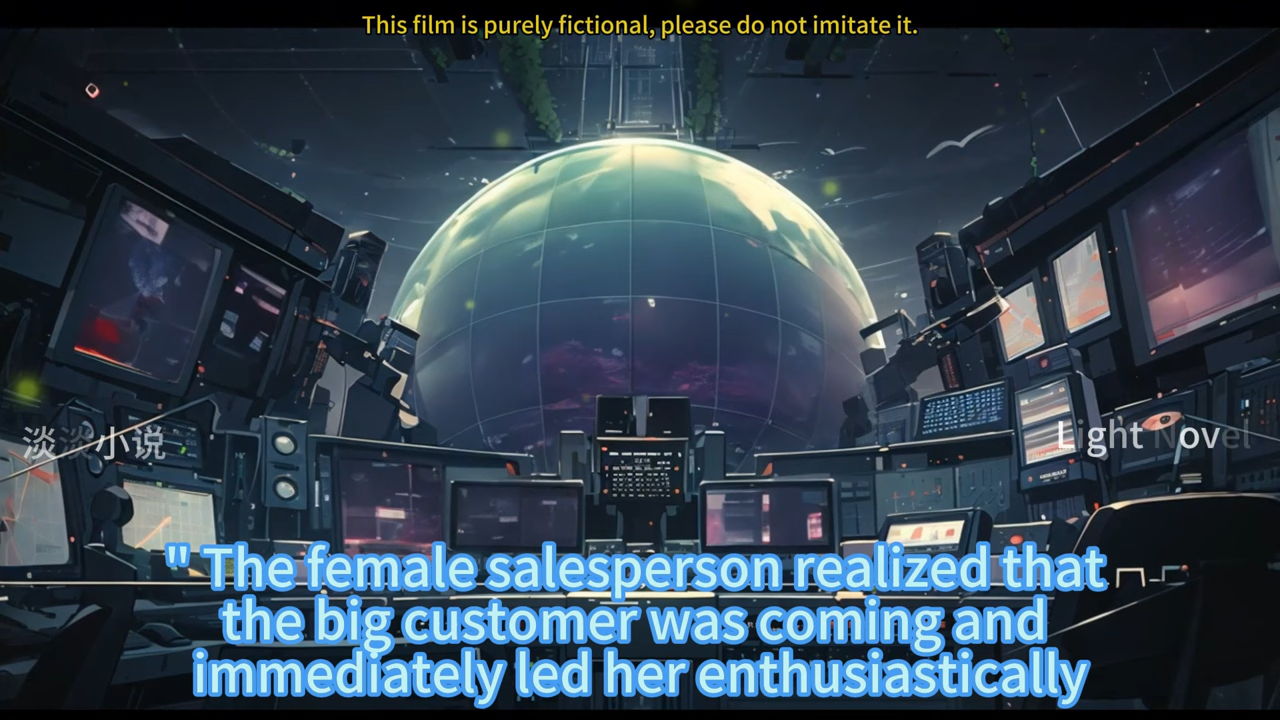 This film is purely fictional, please do not imitate it.
淡淡小说
Light Novel
" The female salesperson realized that
the big customer was coming and
immediately led her enthusiastically